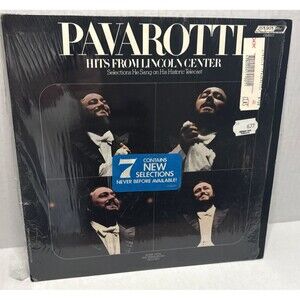 PAVAROTTI
HITS FROM LINCOLN CENTER
Selections He Sang on His Historic Telecast
LONDON
7
CONTAINS
NEW
SELECTIONS
NEVER BEFORE AVAILABLE!